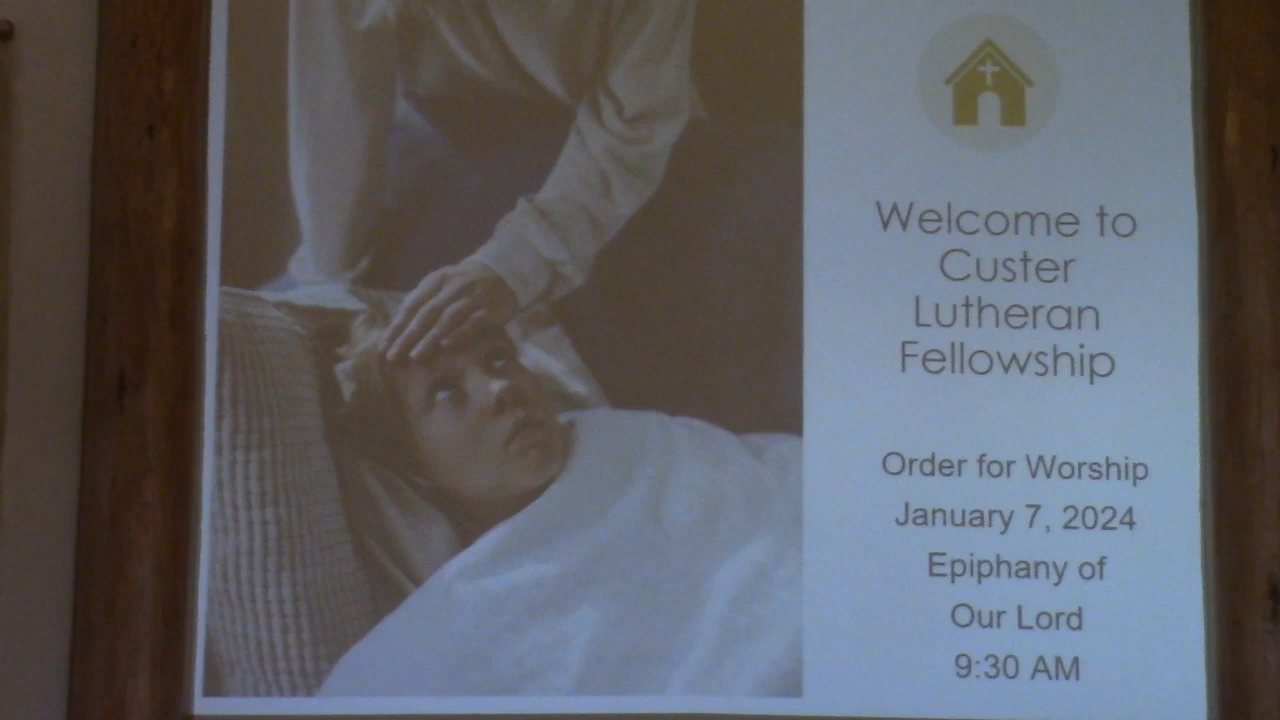 Welcome to
Custer
Lutheran
Fellowship
Order for Worship
January 7, 2024
Epiphany of
Our Lord
9:30 AM